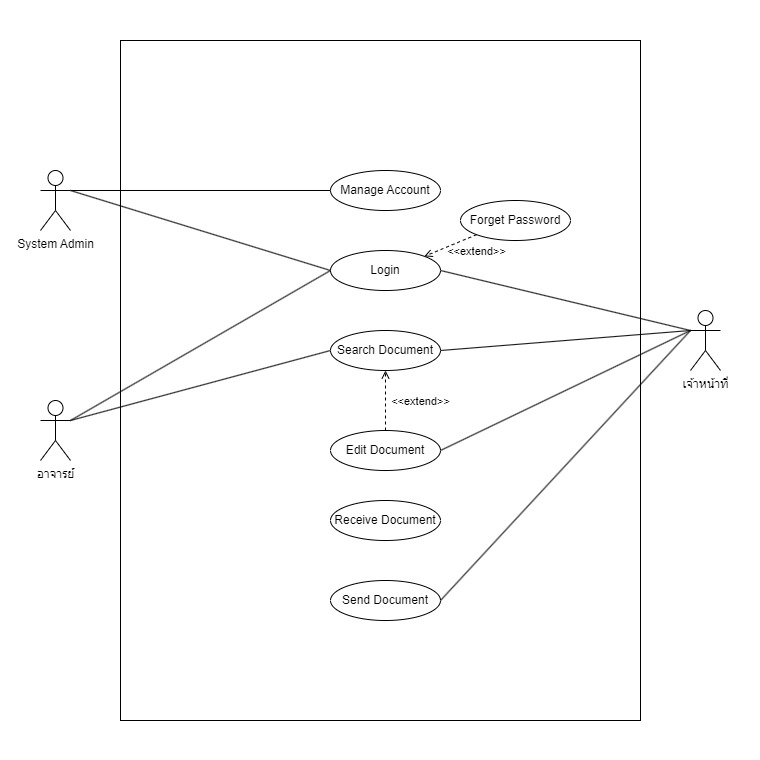 Manage Account
Forget Password
System Admin
<<extend>>
Login
Search Document
เจ้าหน้าที่
<<extend>>
Edit Document
อาจารย์
Receive Document
Send Document